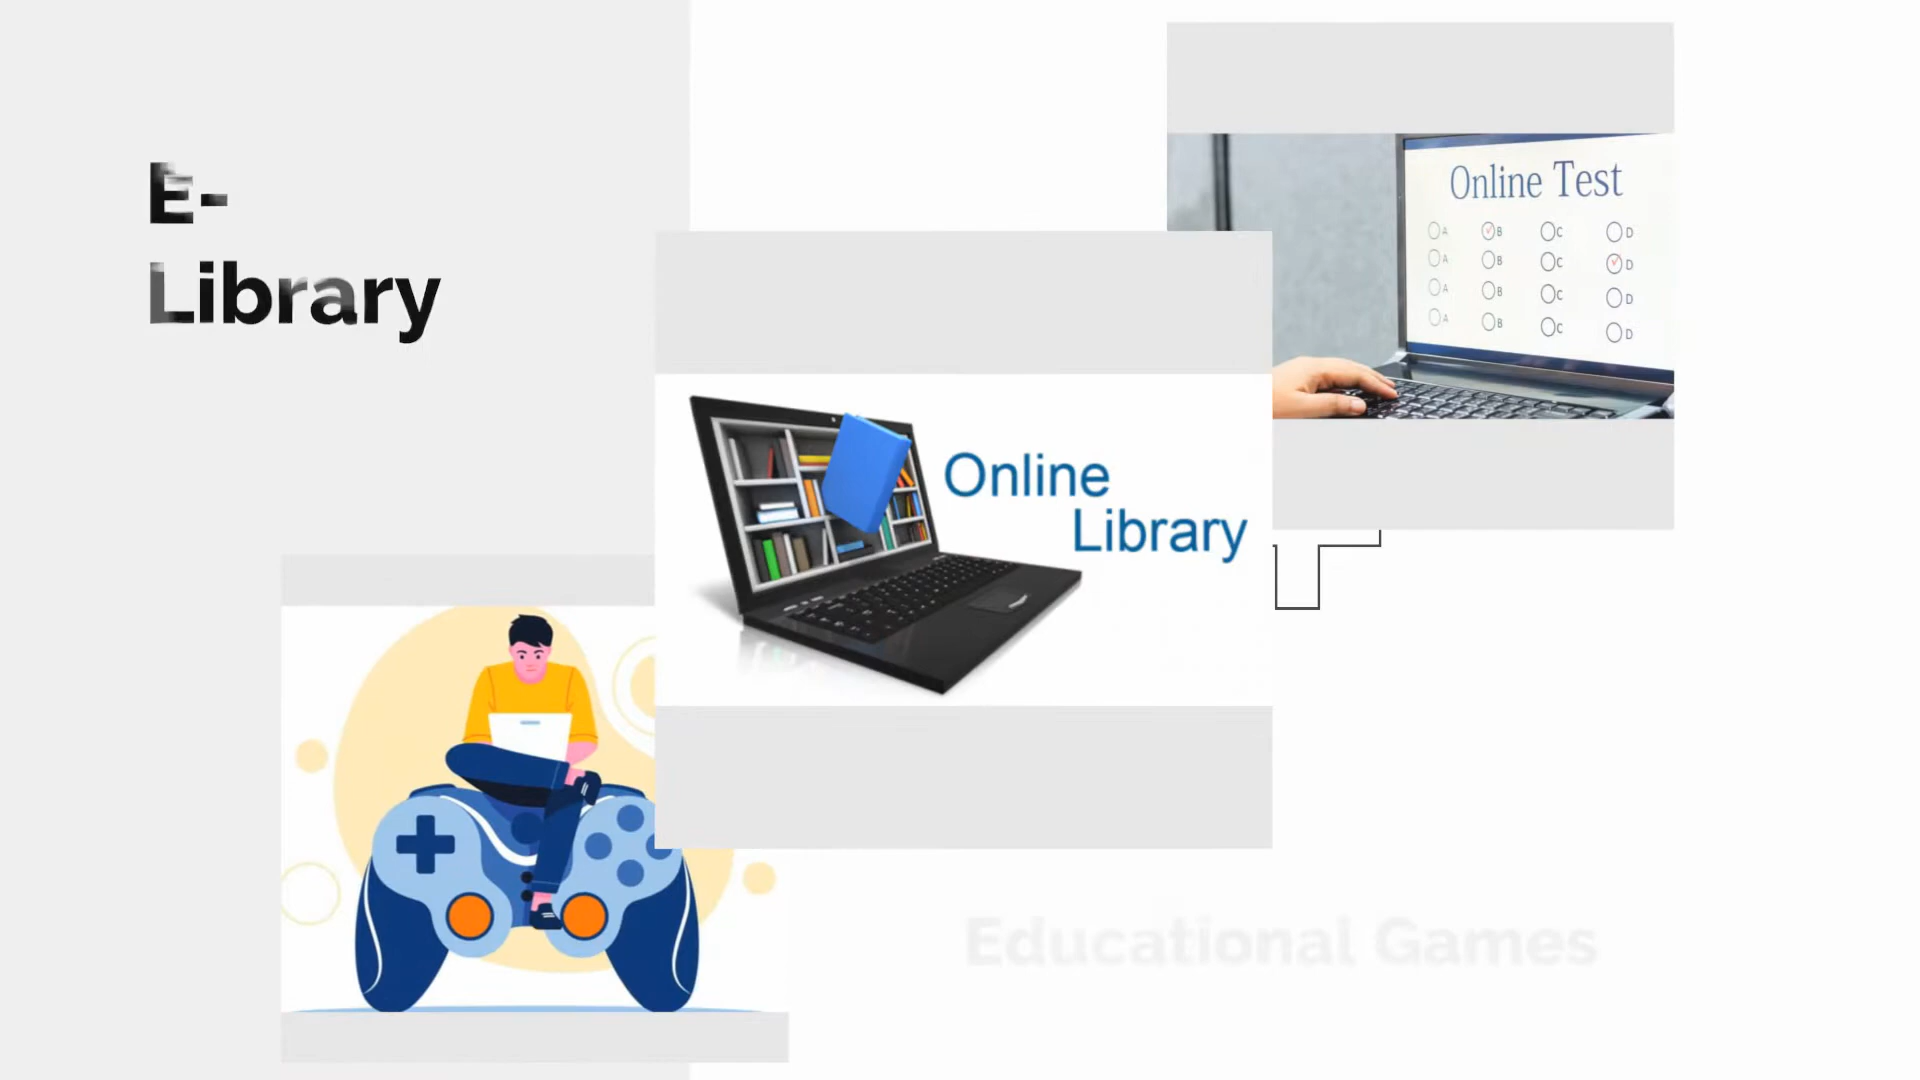 E-
Library
Online Test
A B C D
A B C D
A B C D
A B C D
Online
Library
Educational Games